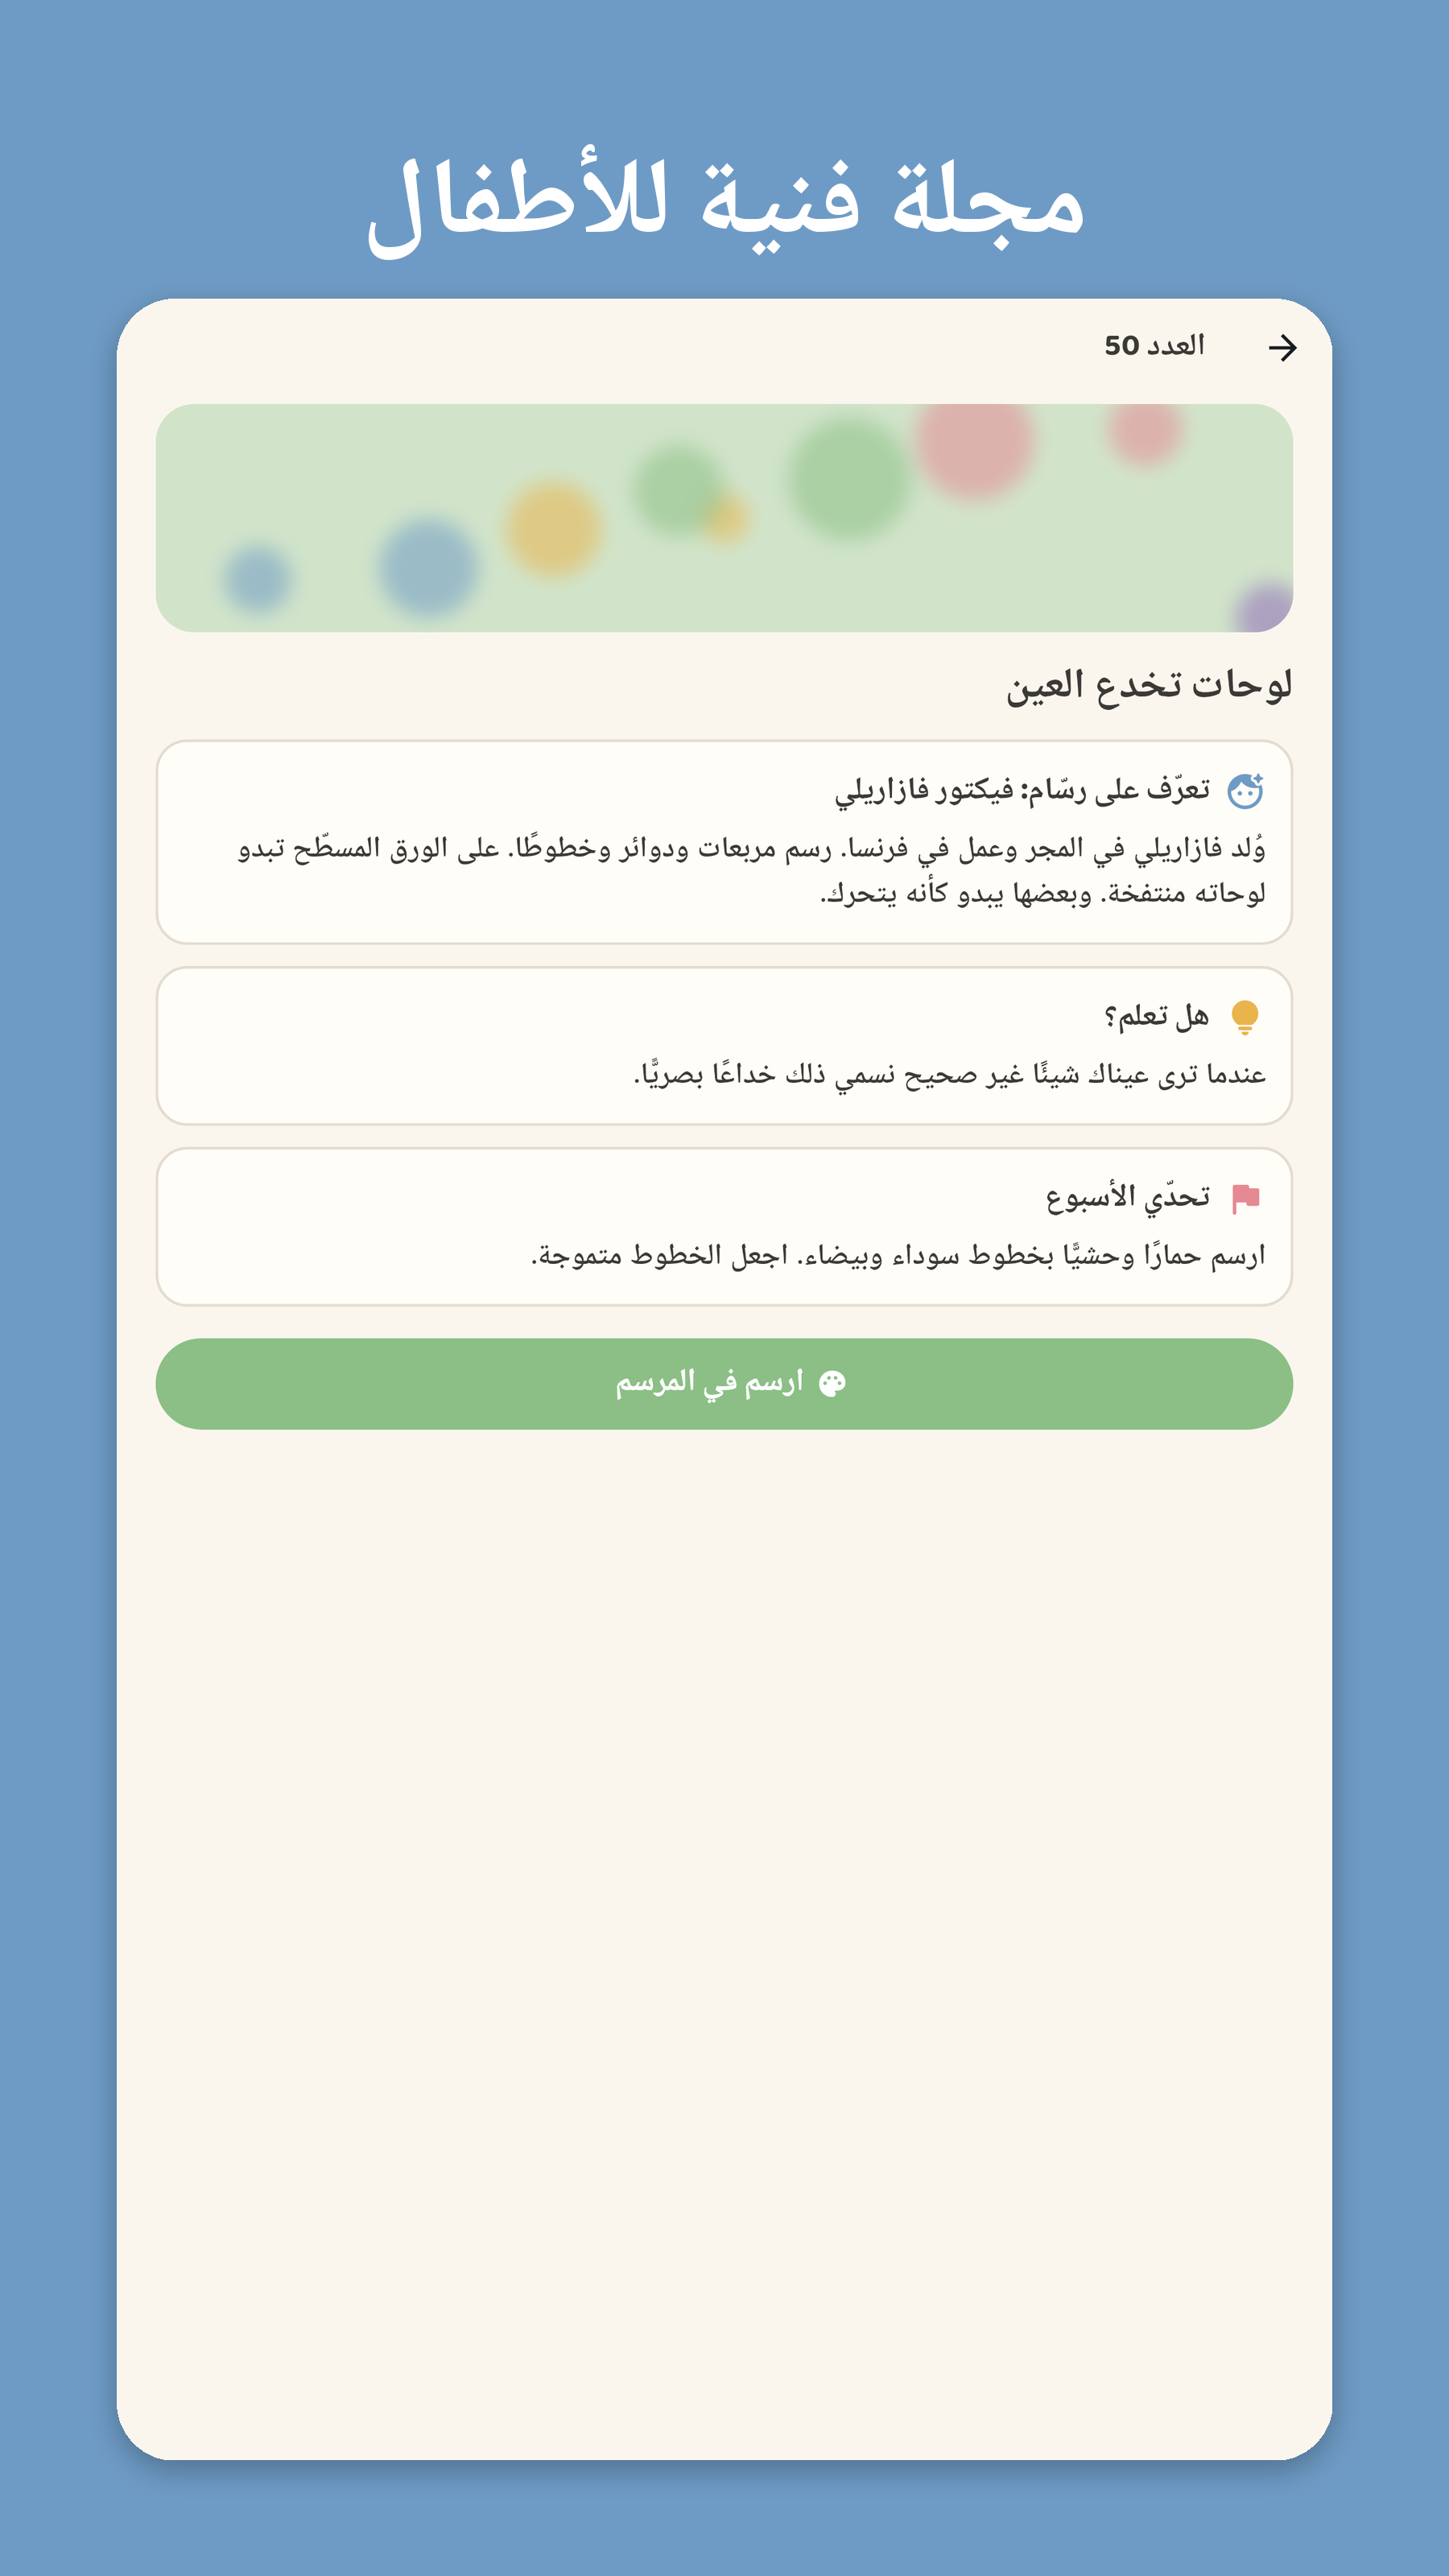 مجلة فنية للأطفال
العدد 50
لوحات تخدع العين
تعرّف على رسّام: فيكتور فازاريلي
وُلد فازاريلي في المجر وعمل في فرنسا. رسم مربعات ودوائر وخطوطًا. على الورق المسطّح تبدو
لوحاته منتفخة. وبعضها يبدو كأنه يتحرك.
هل تعلم؟
عندما ترى عيناك شيئًا غير صحيح نسمي ذلك خداعًا بصريًّا.
تحدّي الأسبوع
ارسم حمارًا وحشيًّا بخطوط سوداء وبيضاء. اجعل الخطوط متموجة.
ارسم في المرسم